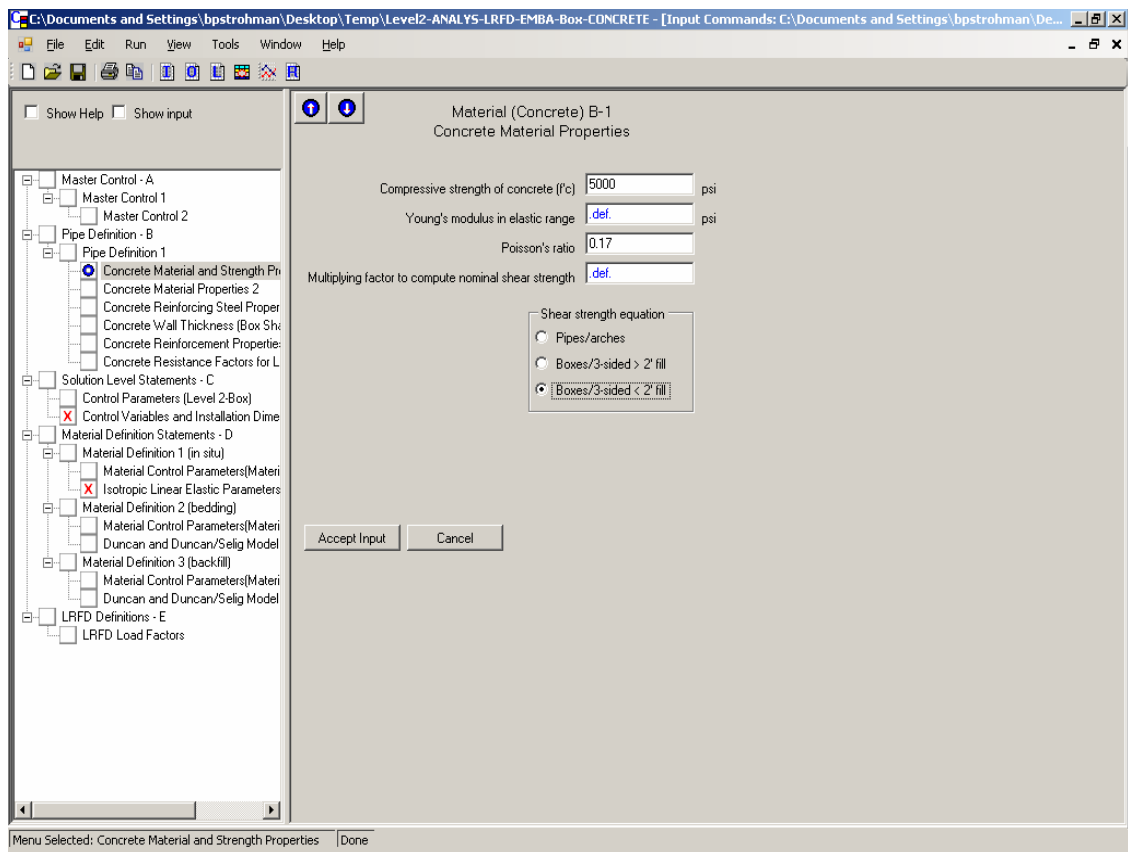 C:\Documents and Settings\bpstrohman\Desktop\Temp\Level2-ANALYS-LRFD-EMBA-Box-CONCRETE - [Input Commands: C:\Documents and Settings\bpstrohman\De...
File Edit Run View Tools Window Help
Show Help Show input
Master Control - A
Master Control 1
Master Control 2
Pipe Definition - B
Pipe Definition 1
Concrete Material and Strength Pr
Concrete Material Properties 2
Concrete Reinforcing Steel Proper
Concrete Wall Thickness (Box Sha
Concrete Reinforcement Propertie
Concrete Resistance Factors for L
Solution Level Statements - C
Control Parameters (Level 2-Box)
X Control Variables and Installation Dime
Material Definition Statements - D
Material Definition 1 (in situ)
Material Control Parameters(Materi
X Isotropic Linear Elastic Parameters
Material Definition 2 (bedding)
Material Control Parameters(Materi
Duncan and Duncan/Selig Model
Material Definition 3 (backfill)
Material Control Parameters(Materi
Duncan and Duncan/Selig Model
LRFD Definitions - E
LRFD Load Factors
Material (Concrete) B-1
Concrete Material Properties
Compressive strength of concrete (f'c) 5000 psi
Young's modulus in elastic range .def. psi
Poisson's ratio 0.17
Multiplying factor to compute nominal shear strength .def.
Shear strength equation
Pipes/arches
Boxes/3-sided > 2' fill
Boxes/3-sided < 2' fill
Accept Input Cancel
Menu Selected: Concrete Material and Strength Properties Done